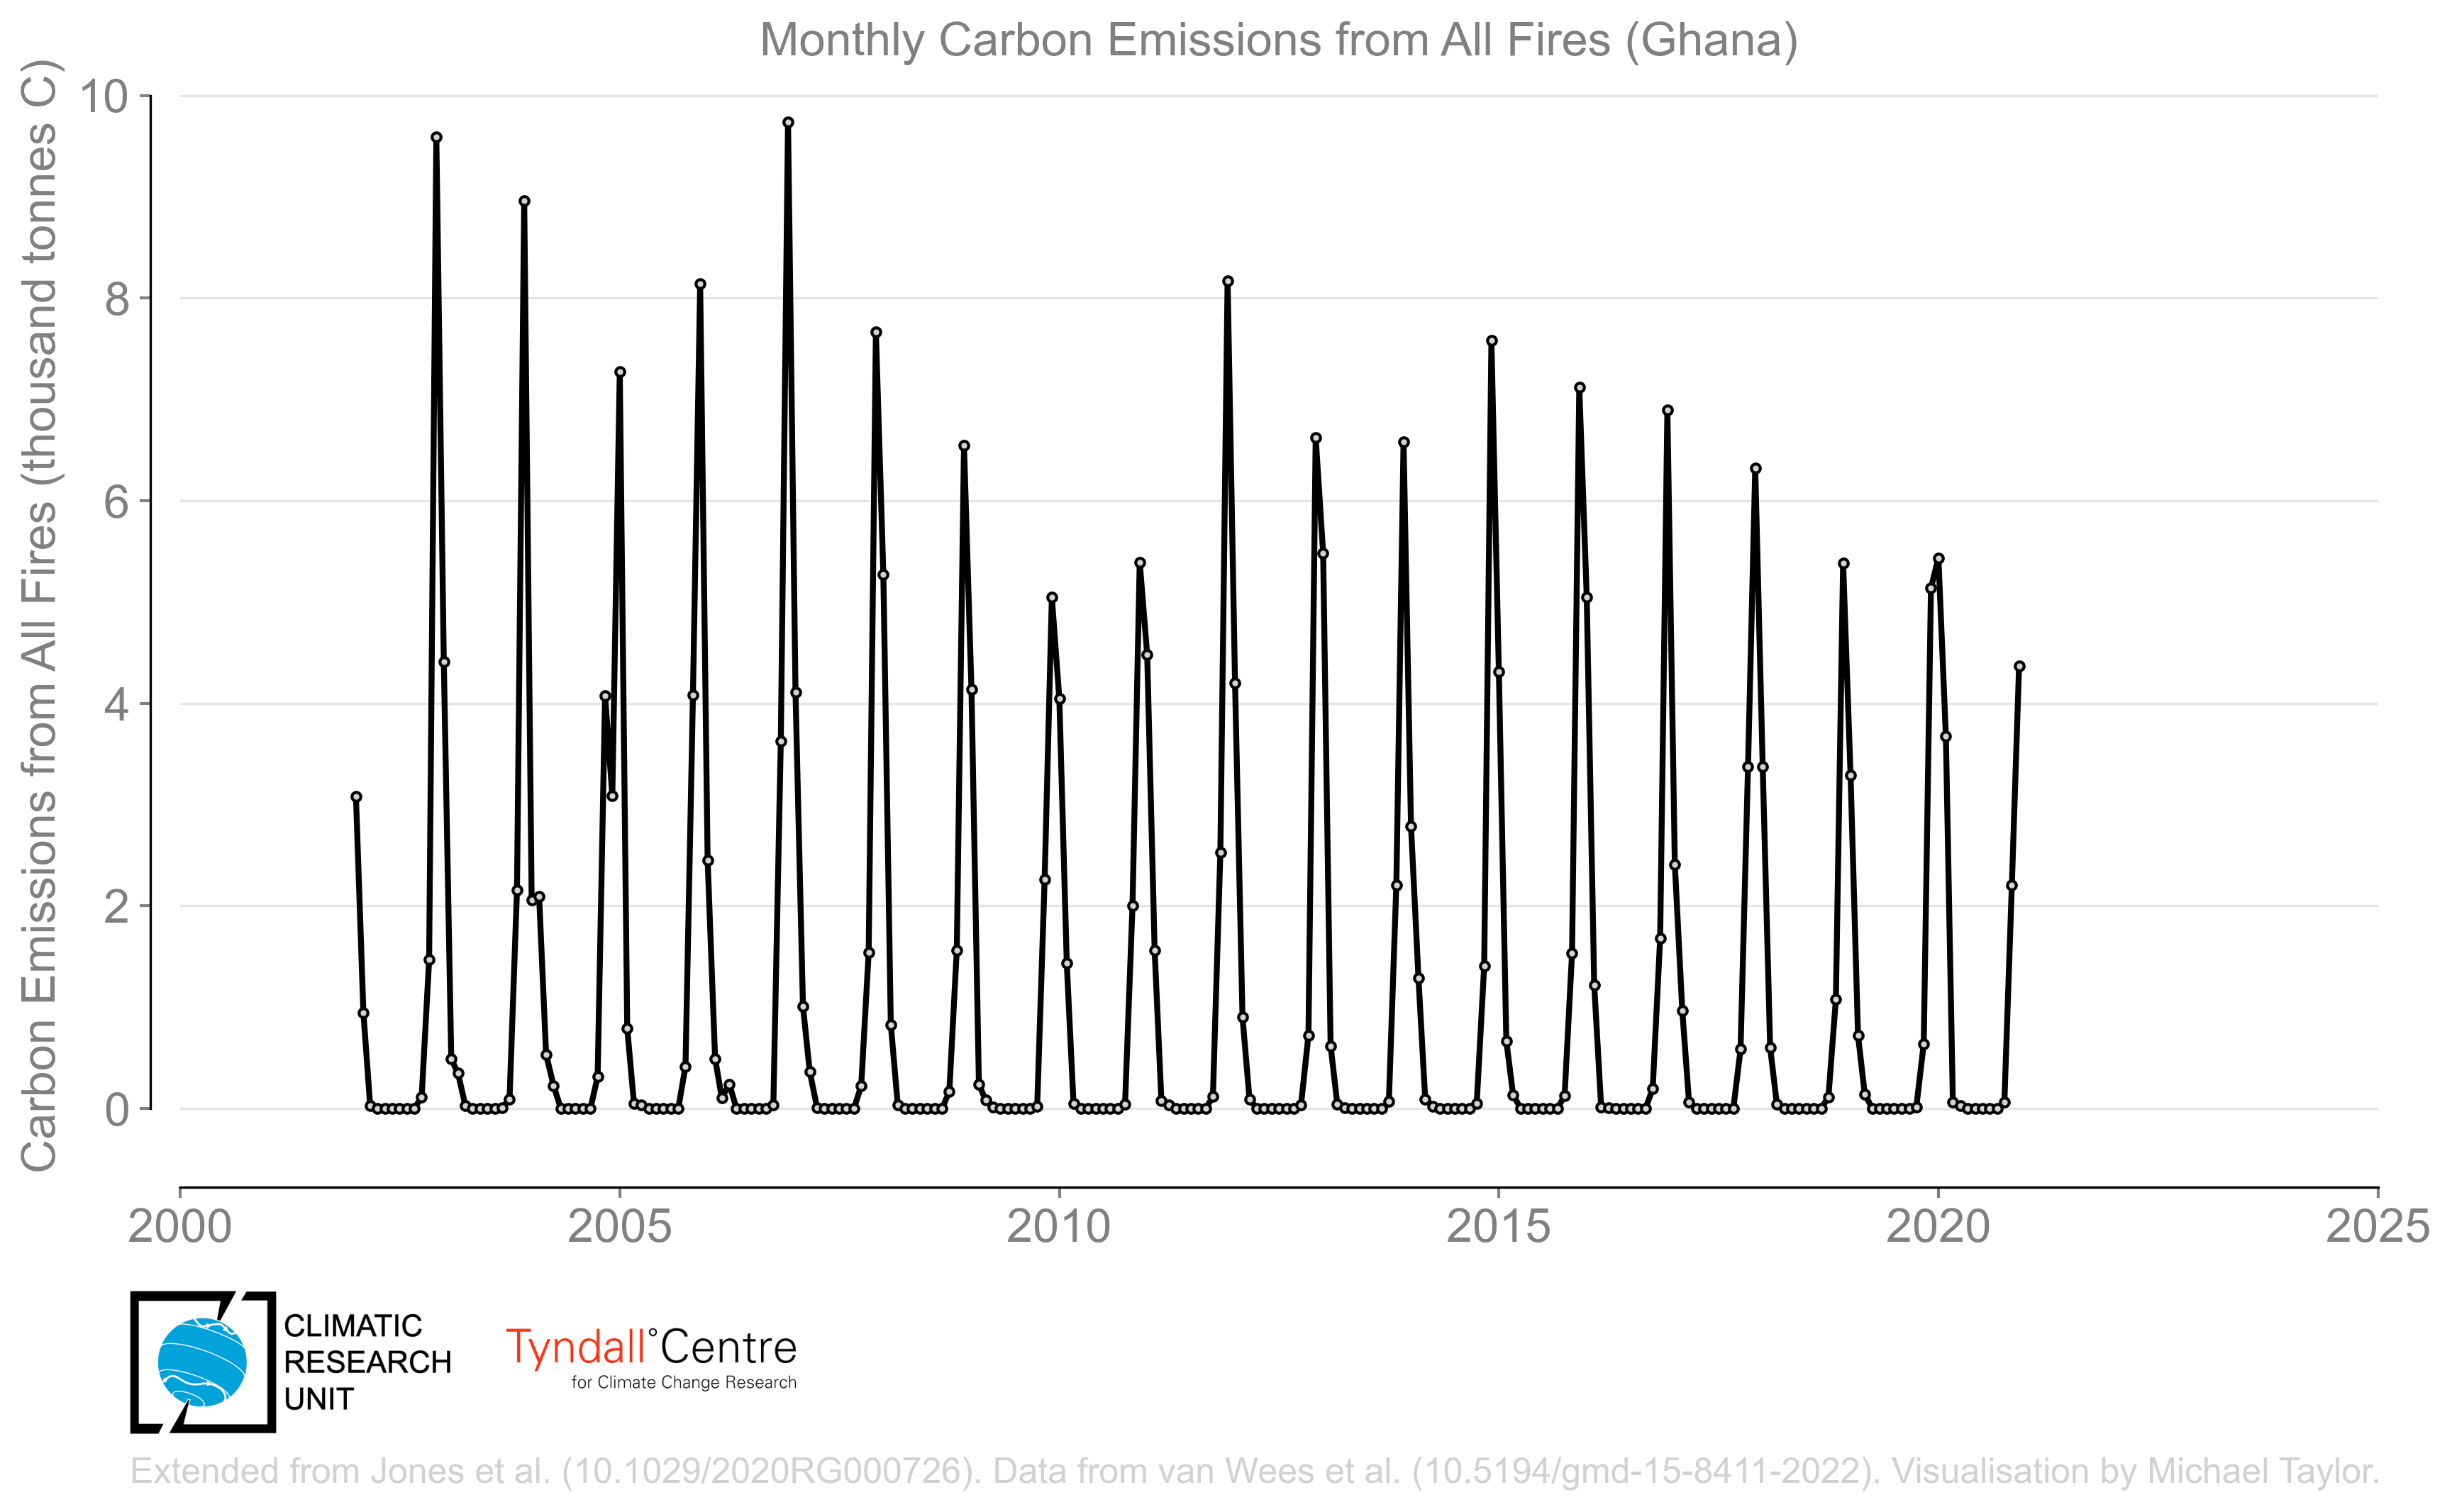 Monthly Carbon Emissions from All Fires (Ghana)
Carbon Emissions from All Fires (thousand tonnes C)
10
8
6
4
2
0
2000 2005 2010 2015 2020 2025
CLIMATIC
RESEARCH
UNIT
Tyndall°Centre
for Climate Change Research
Extended from Jones et al. (10.1029/2020RG000726). Data from van Wees et al. (10.5194/gmd-15-8411-2022). Visualisation by Michael Taylor.